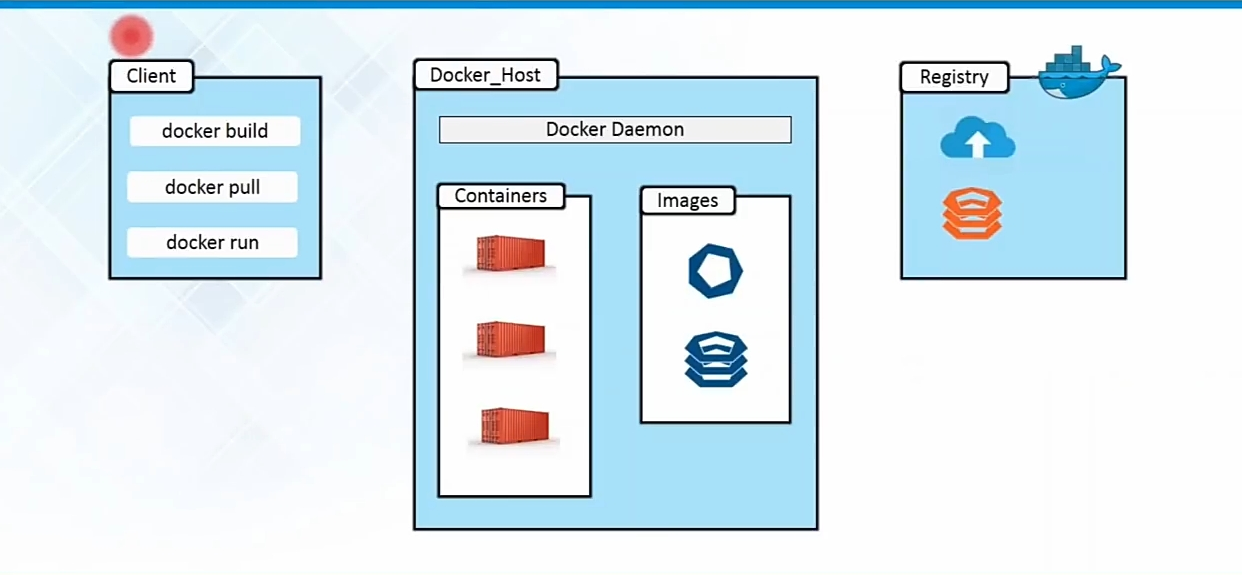 Client
docker build
docker pull
docker run
Docker_Host
Docker Daemon
Containers
Images
Registry